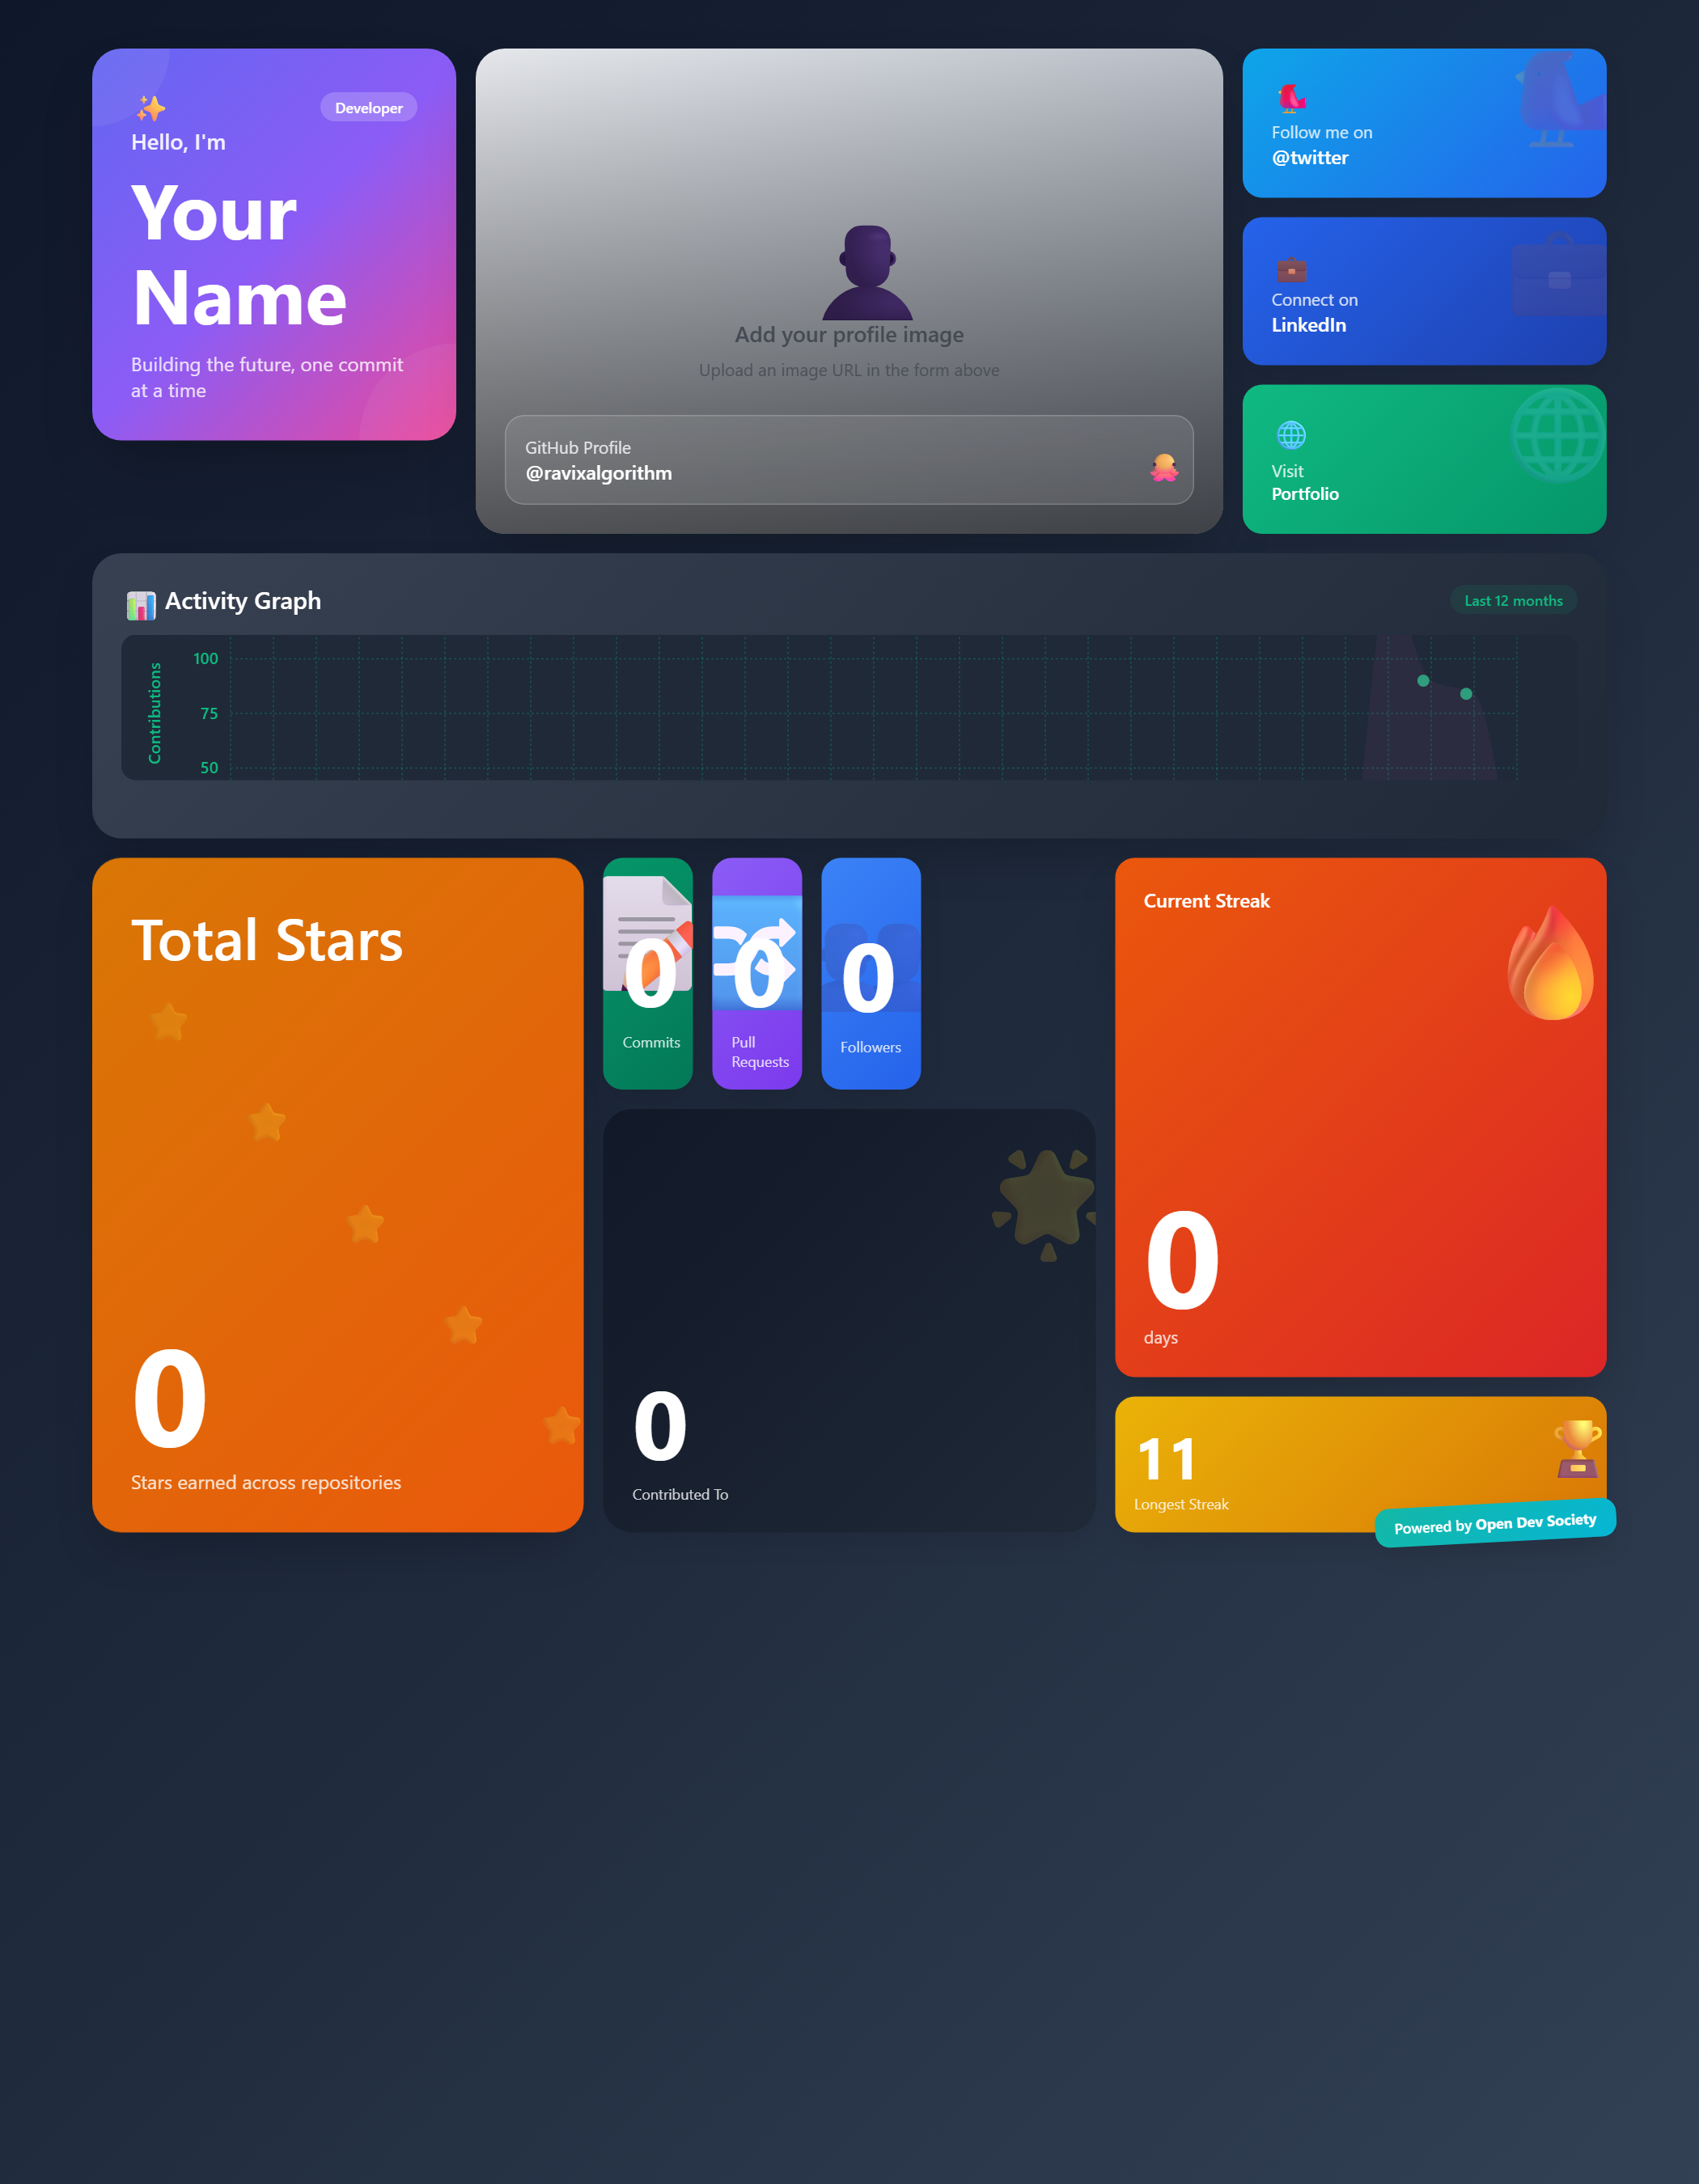 Developer
Hello, I'm
Your
Name
Building the future, one commit
at a time
Add your profile image
Upload an image URL in the form above
GitHub Profile
@ravixalgorithm
Follow me on
@twitter
Connect on
LinkedIn
Visit
Portfolio
Activity Graph
Last 12 months
Contributions
100
75
50
Total Stars
0
Stars earned across repositories
0
Commits
0
Pull
Requests
0
Followers
0
Contributed To
Current Streak
0
days
11
Longest Streak
Powered by Open Dev Society